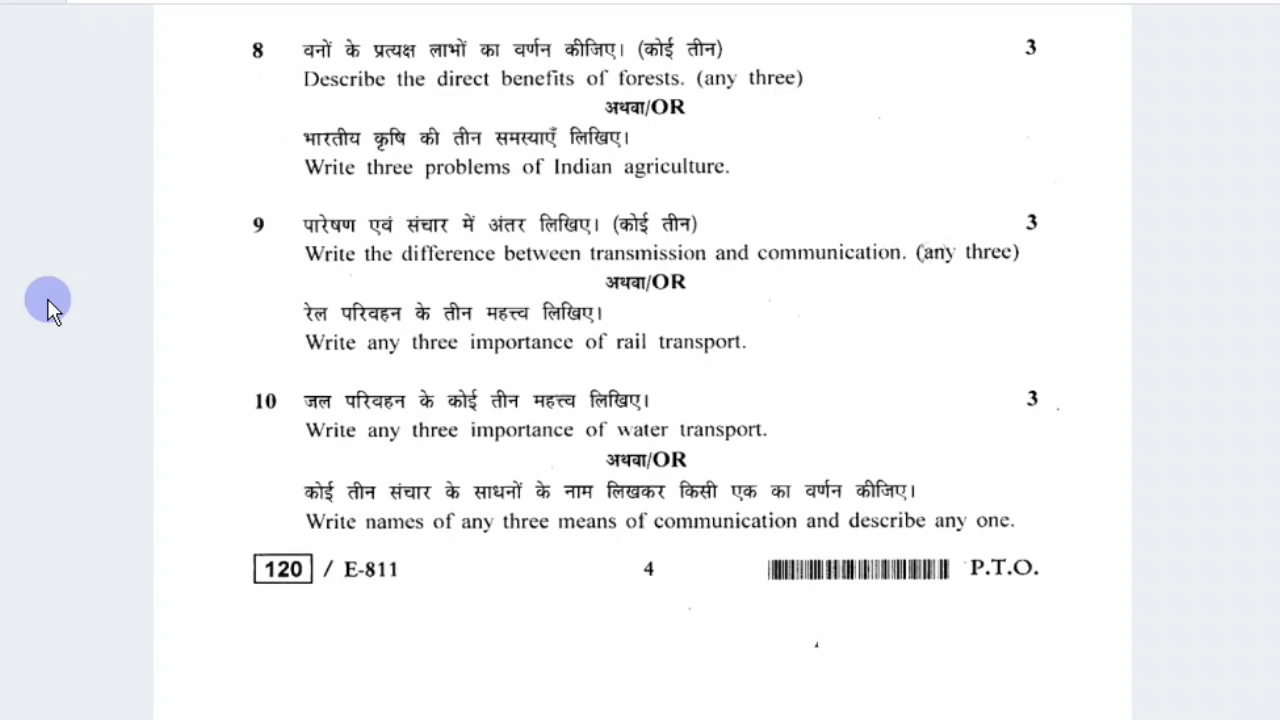 8 वनों के प्रत्यक्ष लाभों का वर्णन कीजिए। (कोई तीन) 3
Describe the direct benefits of forests. (any three)
अथवा/OR
भारतीय कृषि की तीन समस्याएँ लिखिए।
Write three problems of Indian agriculture.
9 पारेषण एवं संचार में अंतर लिखिए। (कोई तीन) 3
Write the difference between transmission and communication. (any three)
अथवा/OR
रेल परिवहन के तीन महत्त्व लिखिए।
Write any three importance of rail transport.
10 जल परिवहन के कोई तीन महत्त्व लिखिए। 3
Write any three importance of water transport.
अथवा/OR
कोई तीन संचार के साधनों के नाम लिखकर किसी एक का वर्णन कीजिए।
Write names of any three means of communication and describe any one.
120 / E-811 4 P.T.O.